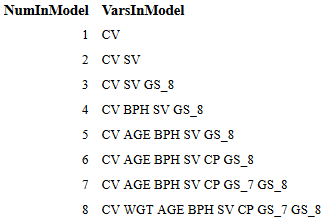 NumInModel VarsInModel
1 CV
2 CV SV
3 CV SV GS_8
4 CV BPH SV GS_8
5 CV AGE BPH SV GS_8
6 CV AGE BPH SV CP GS_8
7 CV AGE BPH SV CP GS_7 GS_8
8 CV WGT AGE BPH SV CP GS_7 GS_8